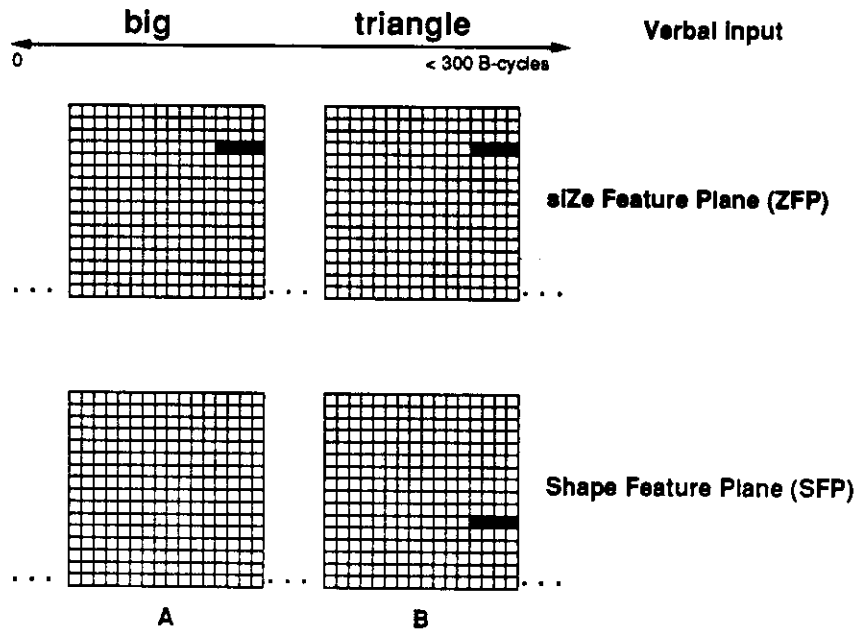 big triangle Verbal input
0 < 300 B-cycles
siZe Feature Plane (ZFP)
. . . . . . . . .
Shape Feature Plane (SFP)
. . . . . . . . .
A B